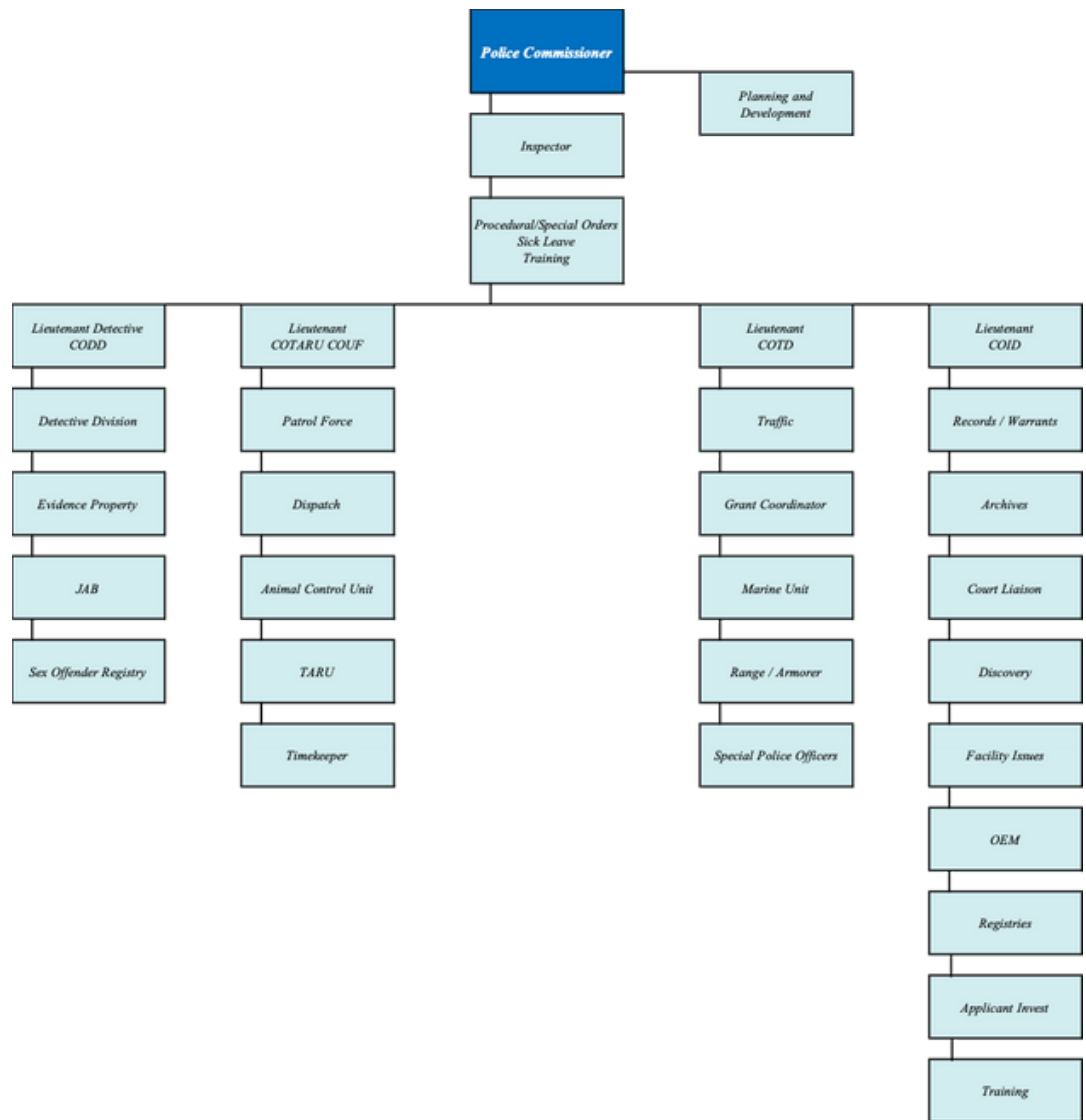 Police Commissioner
Planning and
Development
Inspector
Procedural/Special Orders
Sick Leave
Training
Lieutenant Detective
CODD
Lieutenant
COTARU COUF
Lieutenant
COTD
Lieutenant
COID
Detective Division
Patrol Force
Traffic
Records / Warrants
Evidence Property
Dispatch
Grant Coordinator
Archives
JAB
Animal Control Unit
Marine Unit
Court Liaison
Sex Offender Registry
TARU
Range / Armorer
Discovery
Timekeeper
Special Police Officers
Facility Issues
OEM
Registries
Applicant Invest
Training